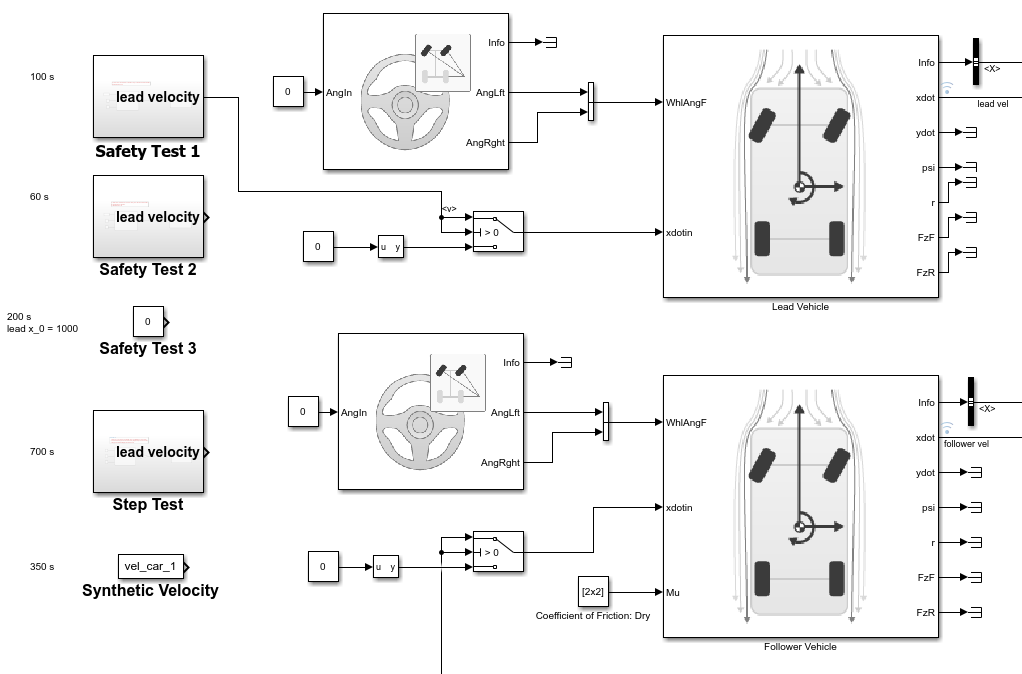 100 s
lead velocity
Safety Test 1
60 s
lead velocity
Safety Test 2
200 s
lead x_0 = 1000
0
Safety Test 3
700 s
lead velocity
Step Test
350 s
vel_car_1
Synthetic Velocity
0
AngIn
Info
AngLft
AngRght
<v>
> 0
0
u y
WhlAngF
xdotin
Info
xdot
ydot
psi
r
FzF
FzR
<X>
lead vel
Lead Vehicle
0
AngIn
Info
AngLft
AngRght
> 0
0
u y
[2x2]
Coefficient of Friction: Dry
WhlAngF
xdotin
Mu
Info
xdot
ydot
psi
r
FzF
FzR
<X>
follower vel
Follower Vehicle